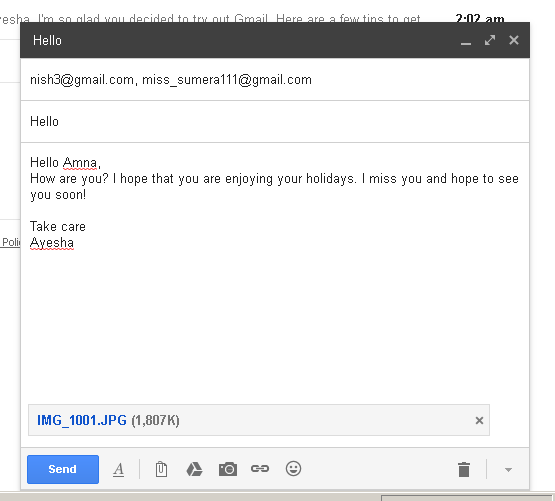 yesha, I'm so glad you decided to try out Gmail. Here are a few tips to get 2:02 am
Hello
nish3@gmail.com, miss_sumera111@gmail.com
Hello
Hello Amna,
How are you? I hope that you are enjoying your holidays. I miss you and hope to see
you soon!
Take care
Polic
Ayesha
IMG_1001.JPG (1,807K)
Send A